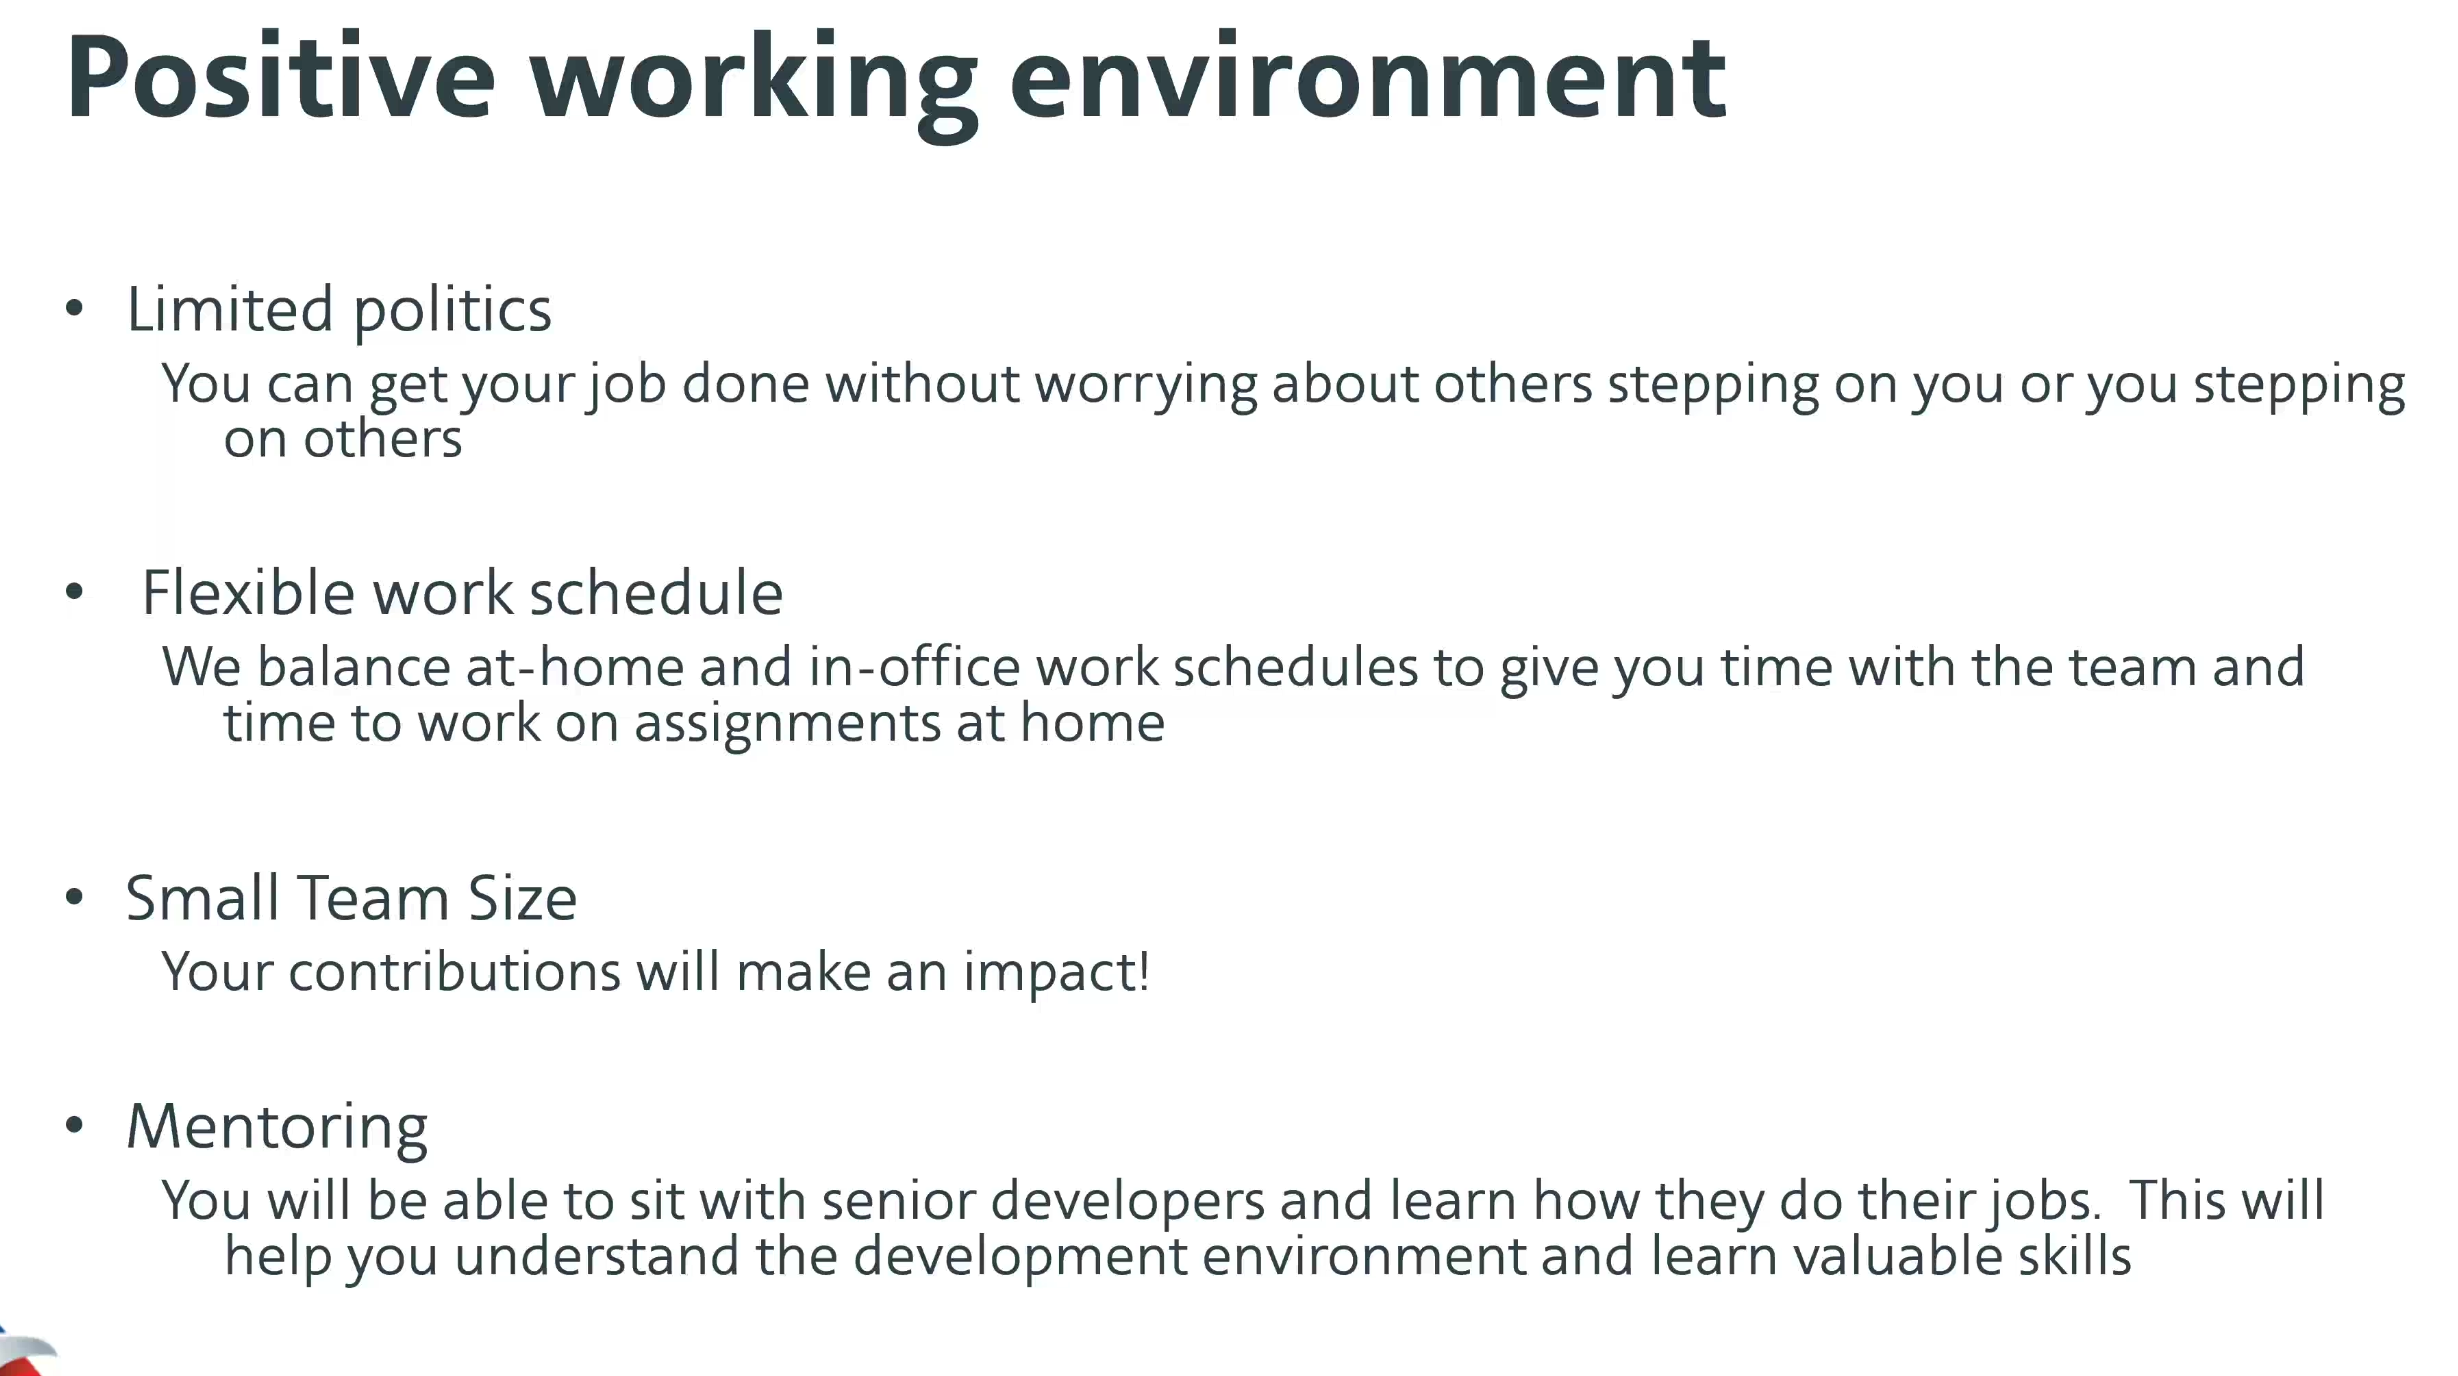 Positive working environment
• Limited politics
You can get your job done without worrying about others stepping on you or you stepping
on others
• Flexible work schedule
We balance at-home and in-office work schedules to give you time with the team and
time to work on assignments at home
• Small Team Size
Your contributions will make an impact!
• Mentoring
You will be able to sit with senior developers and learn how they do their jobs.  This will
help you understand the development environment and learn valuable skills